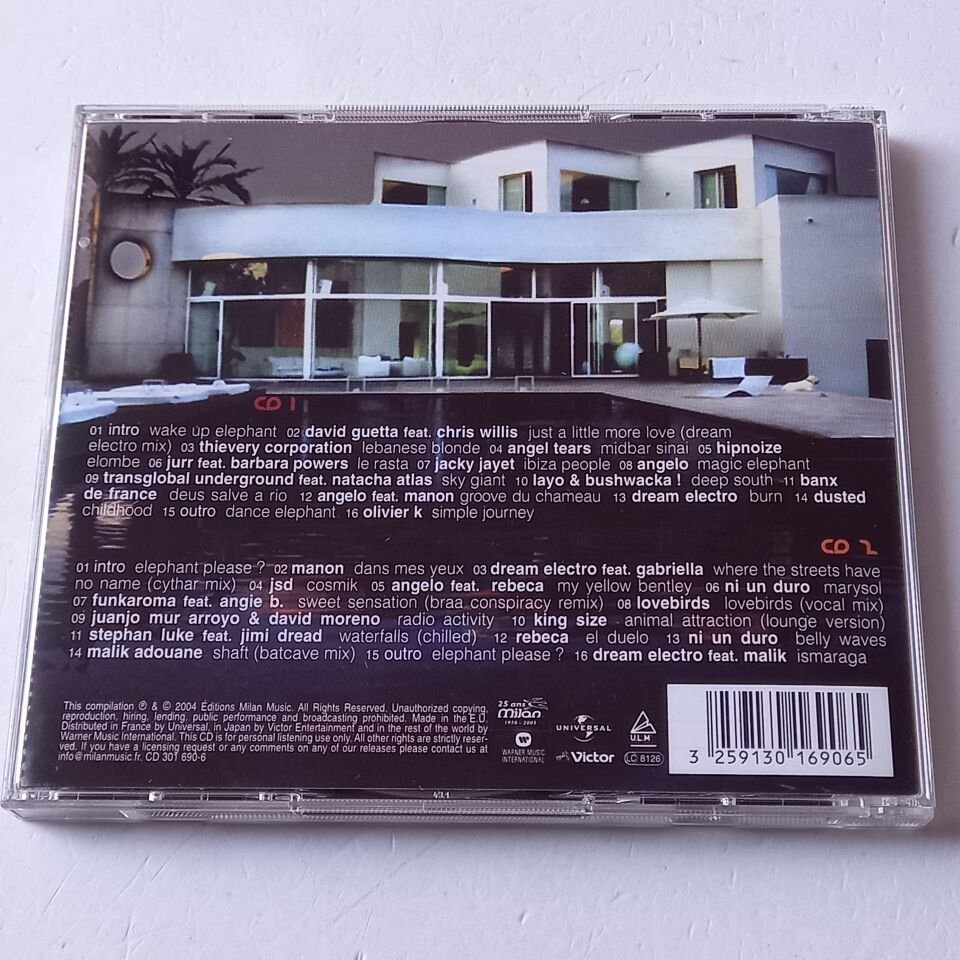 CD 1
01 intro wake up elephant 02 david guetta feat. chris willis just a little more love (dream
electro mix) 03 thievery corporation lebanese blonde 04 angel tears midbar sinai 05 hipnoize
elombe 06 jurr feat. barbara powers le rasta 07 jacky jayet ibiza people 08 angelo magic elephant
09 transglobal underground feat. natacha atlas sky giant 10 layo & bushwacka ! deep south 11 banx
de france deus salve a rio 12 angelo feat. manon groove du chameau 13 dream electro burn 14 dusted
childhood 15 outro dance elephant 16 olivier k simple journey
CD 2
01 intro elephant please ? 02 manon dans mes yeux 03 dream electro feat. gabriella where the streets have
no name (cythar mix) 04 jsd cosmik 05 angelo feat. rebeca my yellow bentley 06 ni un duro marysol
07 funkaroma feat. angie b. sweet sensation (braa conspiracy remix) 08 lovebirds lovebirds (vocal mix)
09 juanjo mur arroyo & david moreno radio activity 10 king size animal attraction (lounge version)
11 stephan luke feat. jimi dread waterfalls (chilled) 12 rebeca el duelo 13 ni un duro belly waves
14 malik adouane shaft (batcave mix) 15 outro elephant please ? 16 dream electro feat. malik ismaraga
This compilation ℗ & © 2004 Editions Milan Music. All Rights Reserved. Unauthorized copying,
reproduction, hiring, lending, public performance and broadcasting prohibited. Made in the E.U.
Distributed in France by Universal, in Japan by Victor Entertainment and in the rest of the world by
Warner Music International. This CD is for personal listening use only. All other rights are strictly reser-
ved. If you have a licensing request or any comments on any of our releases please contact us at
info@milanmusic.fr. CD 301 690-6
25 ans
milan
1978 - 2003
UNIVERSAL
U.L.M
WARNER MUSIC
INTERNATIONAL
Victor
LC 8126
3 259130 169065